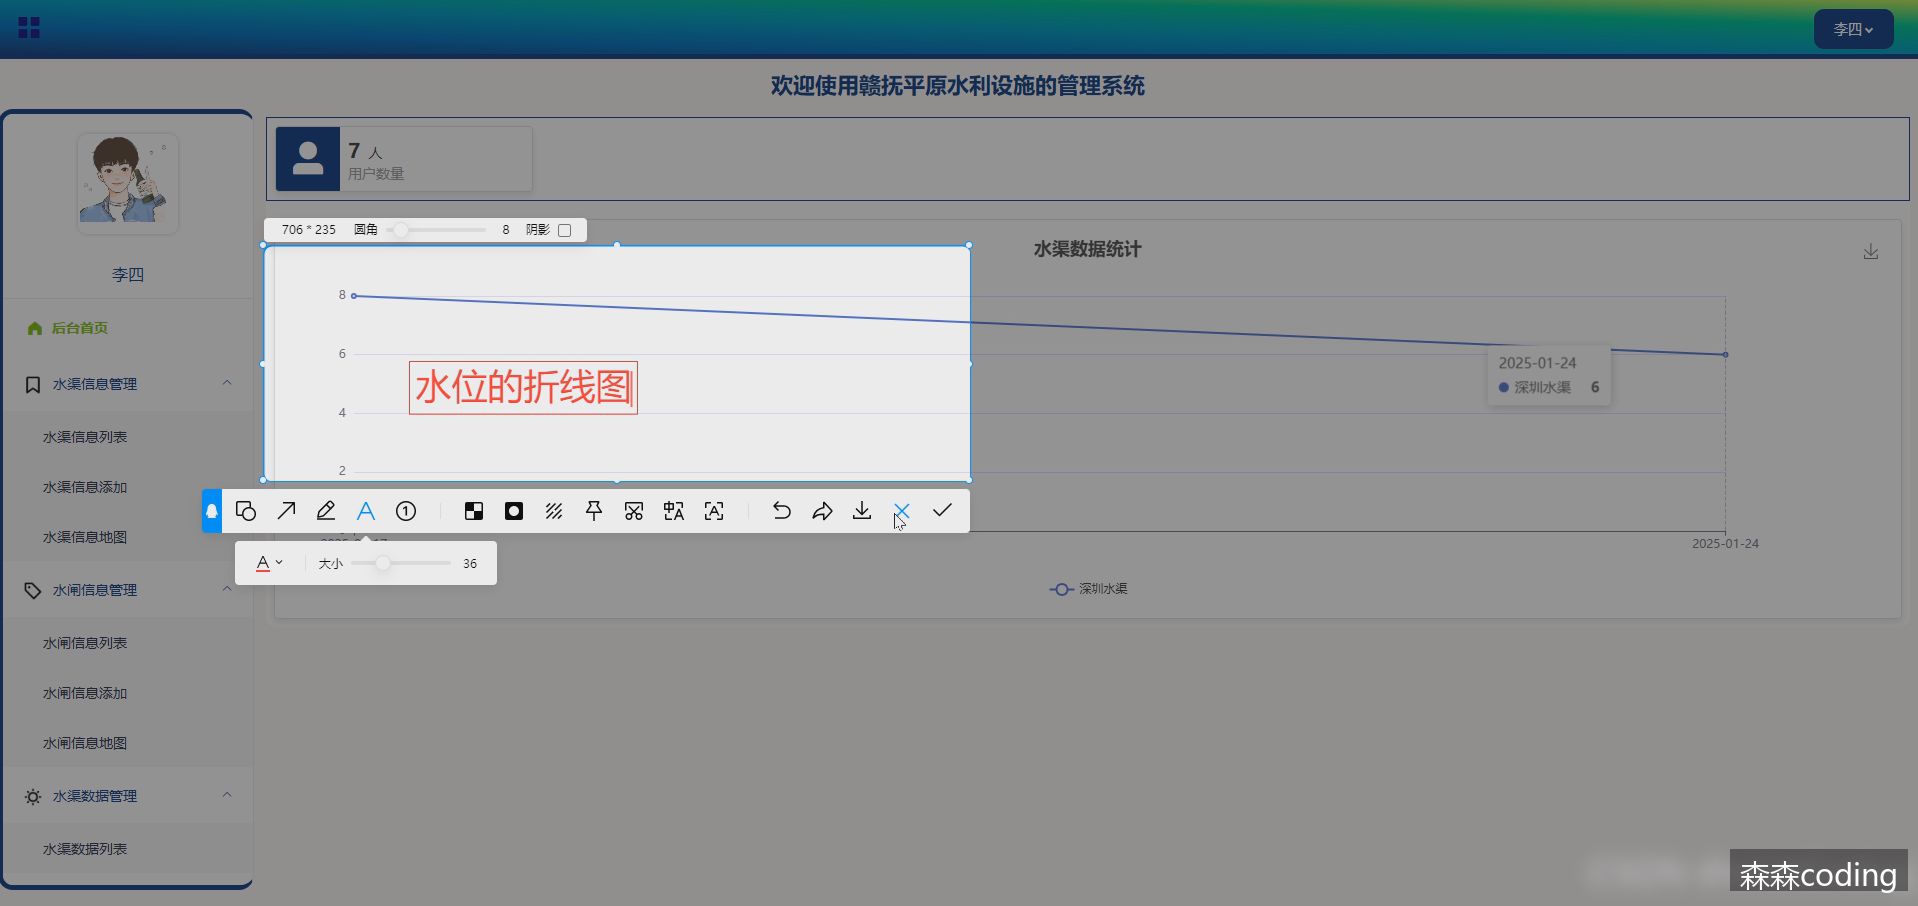 李四
欢迎使用赣抚平原水利设施的管理系统
7 人
用户数量
706 * 235 圆角 8 阴影
水渠数据统计
李四
后台首页
水渠信息管理
水渠信息列表
水渠信息添加
水渠信息地图
水闸信息管理
水闸信息列表
水闸信息添加
水闸信息地图
水渠数据管理
水渠数据列表
8
6
4
2
水位的折线图
2025-01-24
深圳水渠 6
2025-01-24
A 大小 36
深圳水渠
森森coding